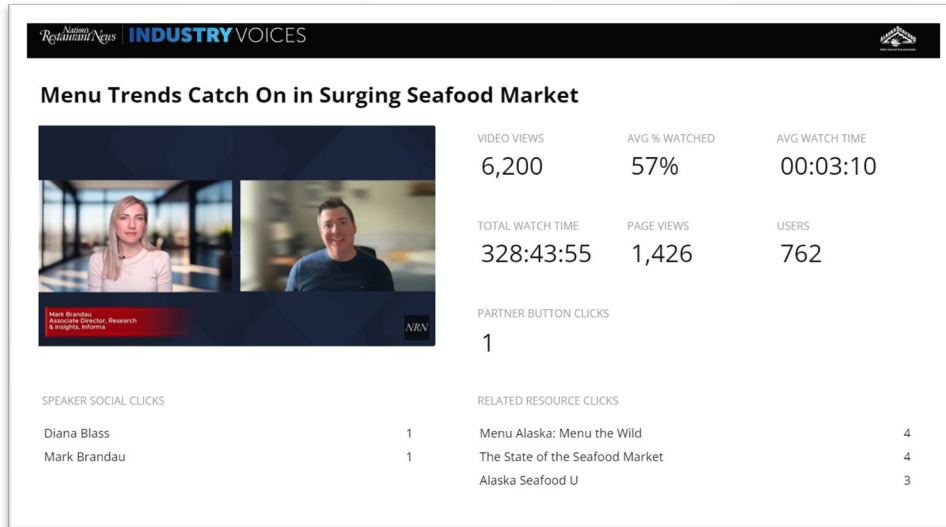 Nation's Restaurant News INDUSTRY VOICES
ALASKA SEAFOOD
Menu Trends Catch On in Surging Seafood Market
VIDEO VIEWS
6,200
AVG % WATCHED
57%
AVG WATCH TIME
00:03:10
TOTAL WATCH TIME
328:43:55
PAGE VIEWS
1,426
USERS
762
Mark Brandau
Associate Director, Research
& Insights, Informa
NRN
PARTNER BUTTON CLICKS
1
SPEAKER SOCIAL CLICKS
Diana Blass 1
Mark Brandau 1
RELATED RESOURCE CLICKS
Menu Alaska: Menu the Wild 4
The State of the Seafood Market 4
Alaska Seafood U 3